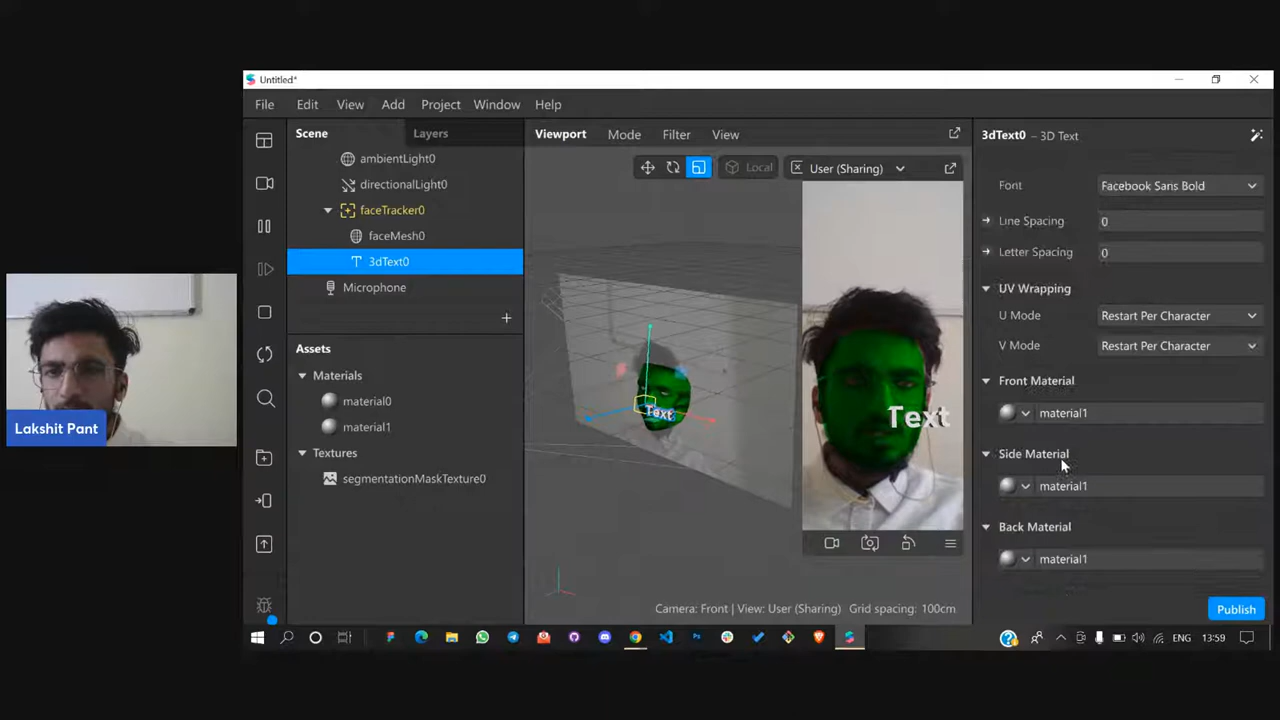 Untitled*
File Edit View Add Project Window Help
Scene Layers
ambientLight0
directionalLight0
faceTracker0
faceMesh0
3dText0
Microphone
Assets
Materials
material0
material1
Textures
segmentationMaskTexture0
Viewport Mode Filter View
Local User (Sharing)
Text
Text
Camera: Front | View: User (Sharing) Grid spacing: 100cm
3dText0 – 3D Text
Font Facebook Sans Bold
Line Spacing 0
Letter Spacing 0
UV Wrapping
U Mode Restart Per Character
V Mode Restart Per Character
Front Material
material1
Side Material
material1
Back Material
material1
Publish
Lakshit Pant
ENG 13:59